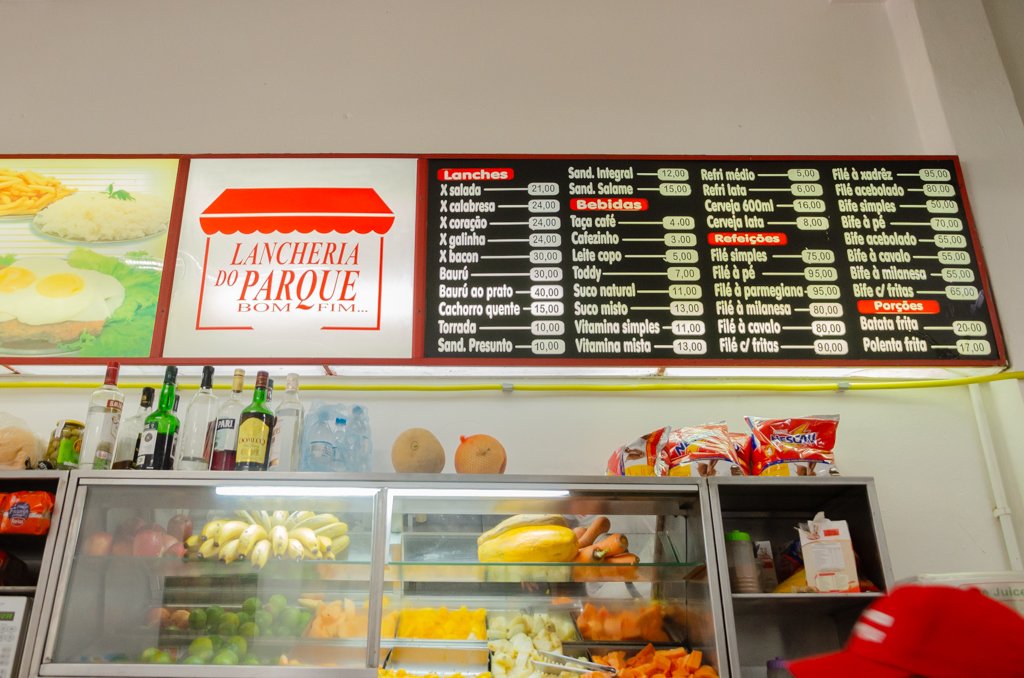 LANCHERIA
DO PARQUE
BOM FIM...
Lanches
X salada 21,00
X calabresa 24,00
X coração 24,00
X galinha 24,00
X bacon 30,00
Baurú 30,00
Baurú ao prato 40,00
Cachorro quente 15,00
Torrada 10,00
Sand. Presunto 10,00
Sand. Integral 12,00
Sand. Salame 15,00
Bebidas
Taça café 4,00
Cafezinho 3,00
Leite copo 5,00
Toddy 7,00
Suco natural 11,00
Suco misto 13,00
Vitamina simples 11,00
Vitamina mista 13,00
Refri médio 5,00
Refri lata 6,00
Cerveja 600ml 16,00
Cerveja lata 8,00
Refeições
Filé simples 75,00
Filé à pé 95,00
Filé à parmegiana 95,00
Filé à milanesa 80,00
Filé à cavalo 80,00
Filé c/ fritas 90,00
Filé à xadrêz 95,00
Filé acebolado 80,00
Bife simples 50,00
Bife à pé 70,00
Bife acebolado 55,00
Bife à cavalo 55,00
Bife à milanesa 55,00
Bife c/ fritas 65,00
Porções
Batata frita 20,00
Polenta frita 17,00
NESCAU
Juice